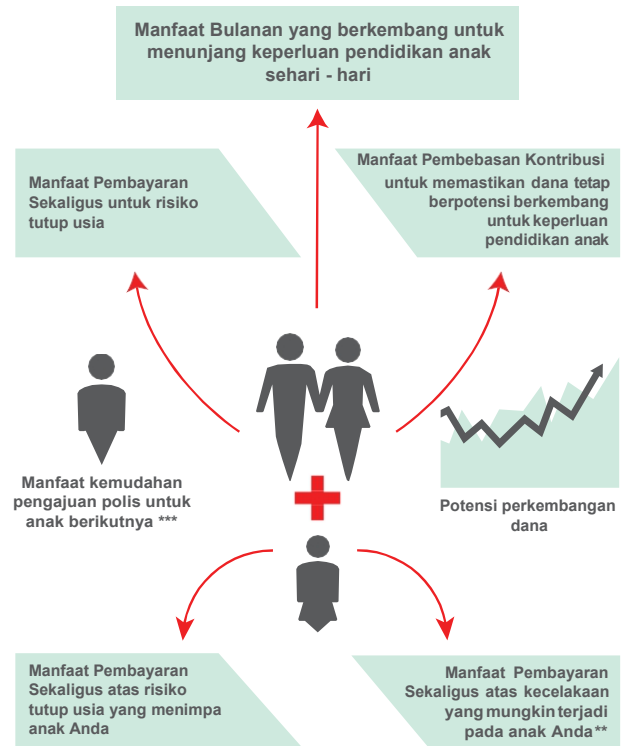 Manfaat Bulanan yang berkembang untuk
menunjang keperluan pendidikan anak
sehari - hari
Manfaat Pembayaran
Sekaligus untuk risiko
tutup usia
Manfaat Pembebasan Kontribusi
untuk memastikan dana tetap
berpotensi berkembang
untuk keperluan
pendidikan anak
Manfaat kemudahan
pengajuan polis untuk
anak berikutnya ***
Potensi perkembangan
dana
Manfaat Pembayaran
Sekaligus atas risiko
tutup usia yang menimpa
anak Anda
Manfaat Pembayaran
Sekaligus atas kecelakaan
yang mungkin terjadi
pada anak Anda**